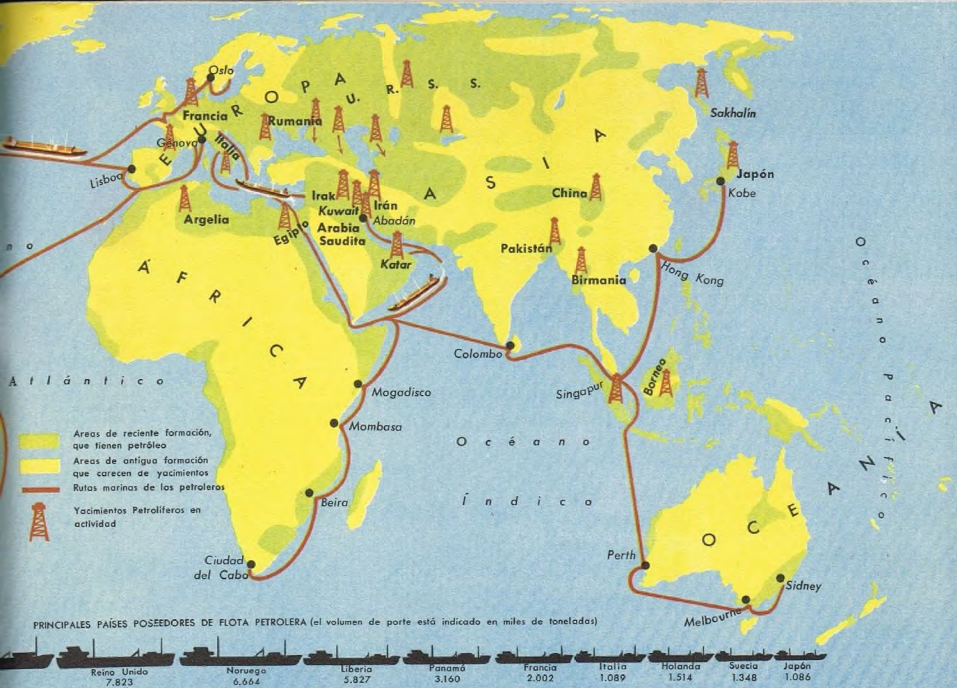 Oslo
EUROPA
U. R. S. S.
Francia
Rumania
Génova
Italia
Lisboa
Argelia
Egipto
Irak
Kuwait
Irán
Abadán
Arabia
Saudita
Katar
ASIA
China
Pakistán
Birmania
Sakhalín
Japón
Kobe
Hong Kong
Océano Pacífico
ÁFRICA
no
Atlántico
Colombo
Singapur
Borneo
Mogadisco
Mombasa
Beira
Ciudad
del Cabo
Océano
Índico
OCEANÍA
Perth
Melbourne
Sidney
Areas de reciente formación,
que tienen petróleo
Areas de antigua formación
que carecen de yacimientos
Rutas marinas de los petroleros
Yacimientos Petrolíferos en
actividad
PRINCIPALES PAÍSES POSEEDORES DE FLOTA PETROLERA (el volumen de porte está indicado en miles de toneladas)
Reino Unido Noruega Liberia Panamá Francia Italia Holanda Suecia Japón
7.823 6.664 5.827 3.160 2.002 1.089 1.514 1.348 1.086